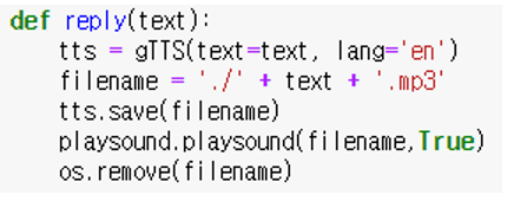 def reply(text):
    tts = gTTS(text=text, lang='en')
    filename = './' + text + '.mp3'
    tts.save(filename)
    playsound.playsound(filename,True)
    os.remove(filename)